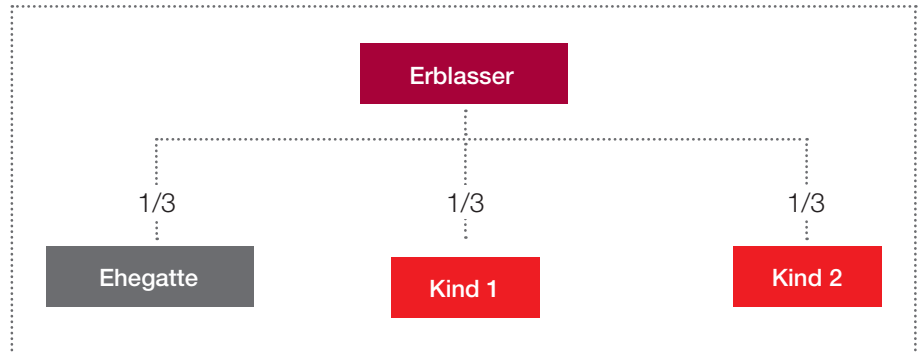 Erblasser
1/3
1/3
1/3
Ehegatte
Kind 1
Kind 2